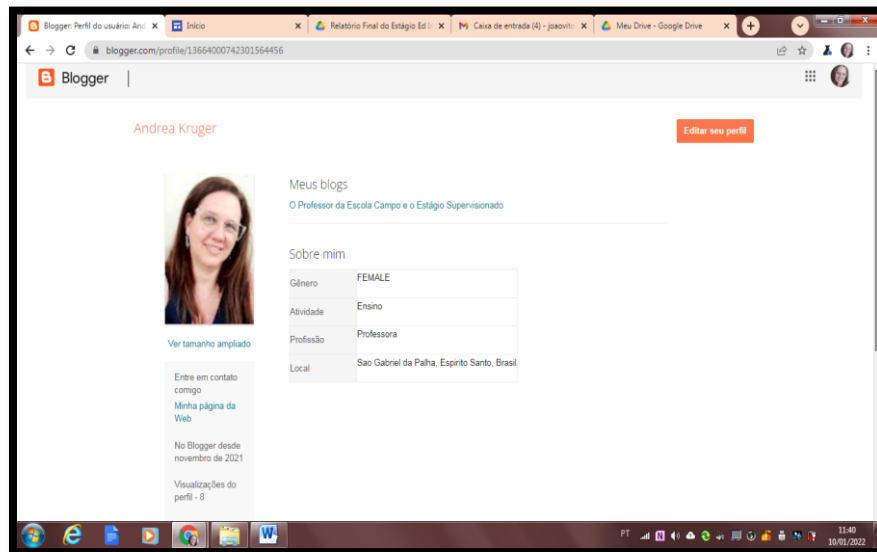 Blogger: Perfil do usuário: And
Início
Relatório Final do Estágio Ed
Caixa de entrada (4) - joaovito
Meu Drive - Google Drive
blogger.com/profile/13664000742301564456
Blogger
Andrea Kruger
Editar seu perfil
Meus blogs
O Professor da Escola Campo e o Estágio Supervisionado
Sobre mim
Gênero FEMALE
Atividade Ensino
Profissão Professora
Local Sao Gabriel da Palha, Espirito Santo, Brasil
Ver tamanho ampliado
Entre em contato
comigo
Minha página da
Web
No Blogger desde
novembro de 2021
Visualizações do
perfil - 8
PT
11:40
10/01/2022